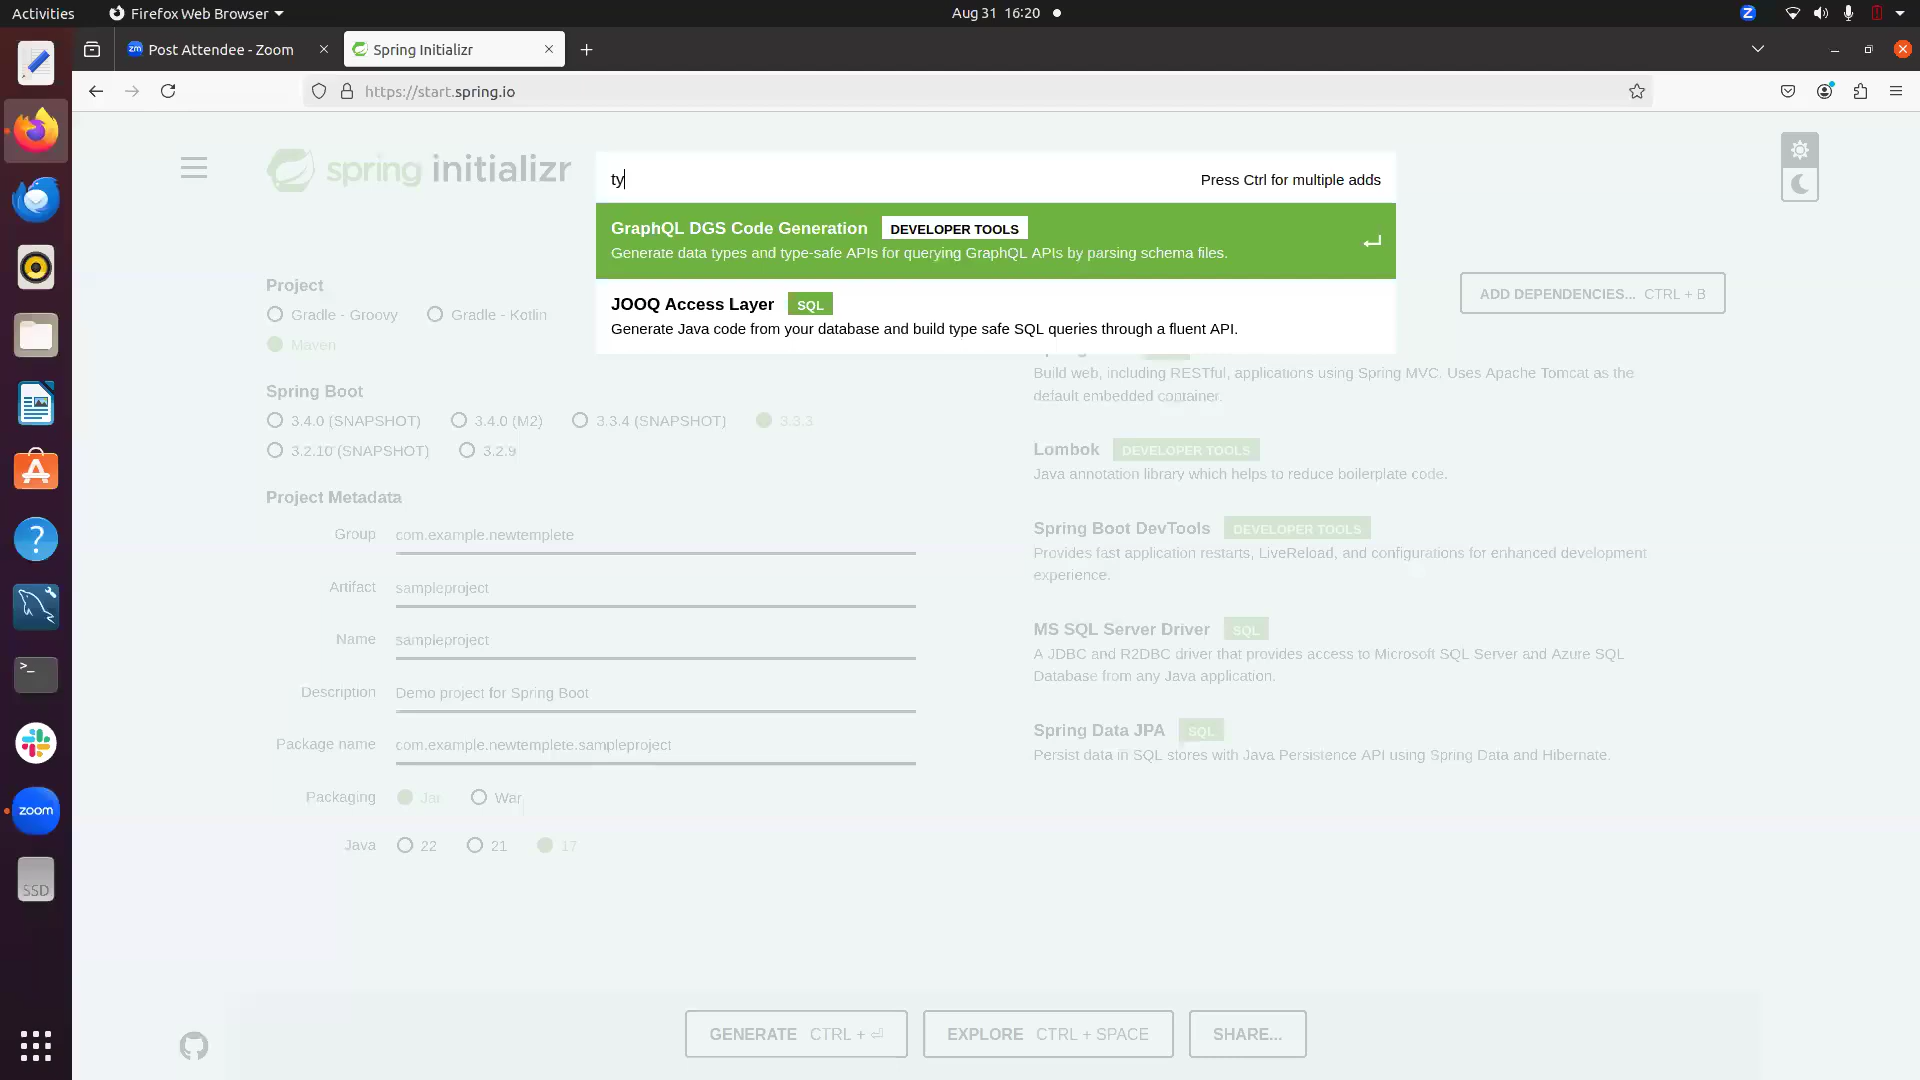 Activities
Firefox Web Browser
Aug 31 16:20
Z
zm Post Attendee - Zoom
Spring Initializr
https://start.spring.io
spring initializr
ty
Press Ctrl for multiple adds
GraphQL DGS Code Generation DEVELOPER TOOLS
Generate data types and type-safe APIs for querying GraphQL APIs by parsing schema files.
JOOQ Access Layer SQL
Generate Java code from your database and build type safe SQL queries through a fluent API.
ADD DEPENDENCIES... CTRL + B
Project
Gradle - Groovy Gradle - Kotlin
Maven
Spring Boot
3.4.0 (SNAPSHOT) 3.4.0 (M2) 3.3.4 (SNAPSHOT) 3.3.3
3.2.10 (SNAPSHOT) 3.2.9
Project Metadata
Group com.example.newtemplete
Artifact sampleproject
Name sampleproject
Description Demo project for Spring Boot
Package name com.example.newtemplete.sampleproject
Packaging Jar War
Java 22 21 17
Build web, including RESTful, applications using Spring MVC. Uses Apache Tomcat as the
default embedded container.
Lombok DEVELOPER TOOLS
Java annotation library which helps to reduce boilerplate code.
Spring Boot DevTools DEVELOPER TOOLS
Provides fast application restarts, LiveReload, and configurations for enhanced development
experience.
MS SQL Server Driver SQL
A JDBC and R2DBC driver that provides access to Microsoft SQL Server and Azure SQL
Database from any Java application.
Spring Data JPA SQL
Persist data in SQL stores with Java Persistence API using Spring Data and Hibernate.
GENERATE CTRL + ⏎
EXPLORE CTRL + SPACE
SHARE...
zoom
SSD